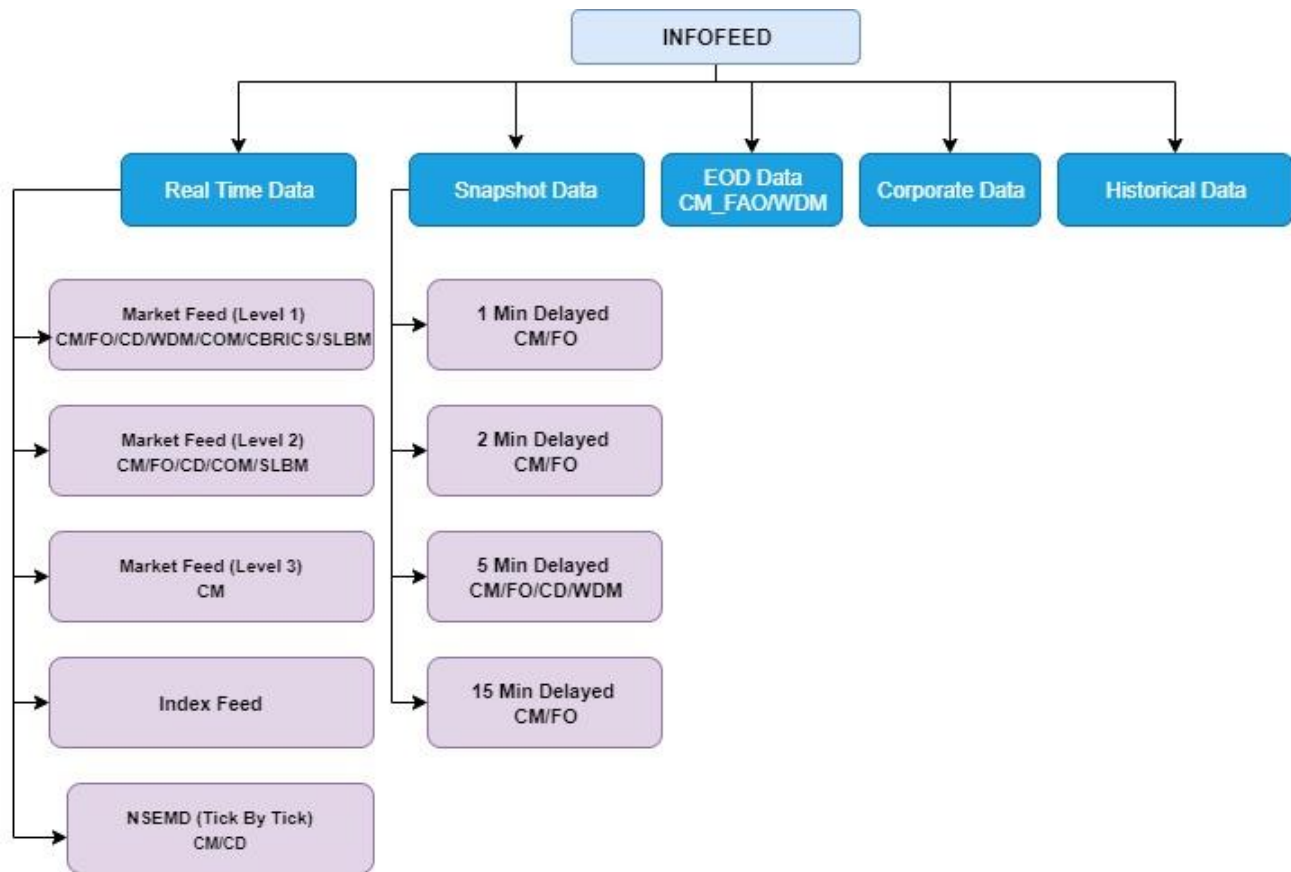 INFOFEED
Real Time Data
Snapshot Data
EOD Data
CM_FAO/WDM
Corporate Data
Historical Data
Market Feed (Level 1)
CM/FO/CD/WDM/COM/CBRICS/SLBM
Market Feed (Level 2)
CM/FO/CD/COM/SLBM
Market Feed (Level 3)
CM
Index Feed
NSEMD (Tick By Tick)
CM/CD
1 Min Delayed
CM/FO
2 Min Delayed
CM/FO
5 Min Delayed
CM/FO/CD/WDM
15 Min Delayed
CM/FO